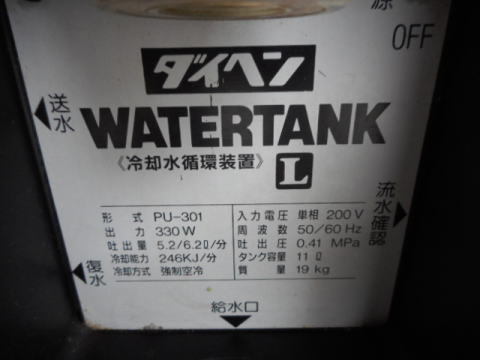 源
OFF
ダイヘン
送水
WATERTANK
《冷却水循環装置》 L
流水確認
形式 PU-301
出力 330W
吐出量 5.2/6.2ℓ/分
冷却能力 246KJ/分
冷却方式 強制空冷
入力電圧 単相 200V
周波数 50/60Hz
吐出圧 0.41MPa
タンク容量 11ℓ
質量 19kg
復水
給水口